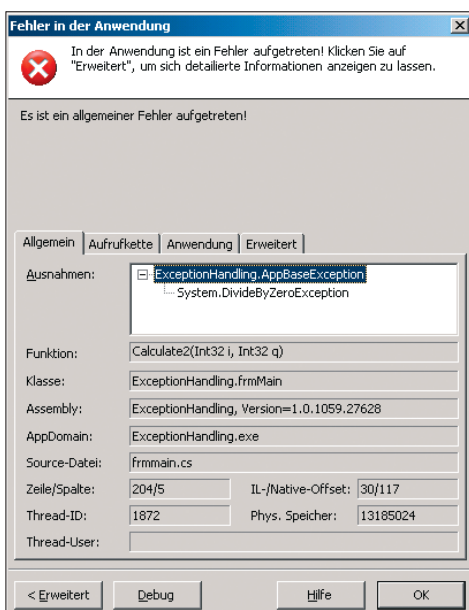 Fehler in der Anwendung
In der Anwendung ist ein Fehler aufgetreten! Klicken Sie auf
"Erweitert", um sich detailierte Informationen anzeigen zu lassen.
Es ist ein allgemeiner Fehler aufgetreten!
Allgemein Aufrufkette Anwendung Erweitert
Ausnahmen: ExceptionHandling.AppBaseException
System.DivideByZeroException
Funktion: Calculate2(Int32 i, Int32 q)
Klasse: ExceptionHandling.frmMain
Assembly: ExceptionHandling, Version=1.0.1059.27628
AppDomain: ExceptionHandling.exe
Source-Datei: frmmain.cs
Zeile/Spalte: 204/5 IL-/Native-Offset: 30/117
Thread-ID: 1872 Phys. Speicher: 13185024
Thread-User:
< Erweitert Debug Hilfe OK